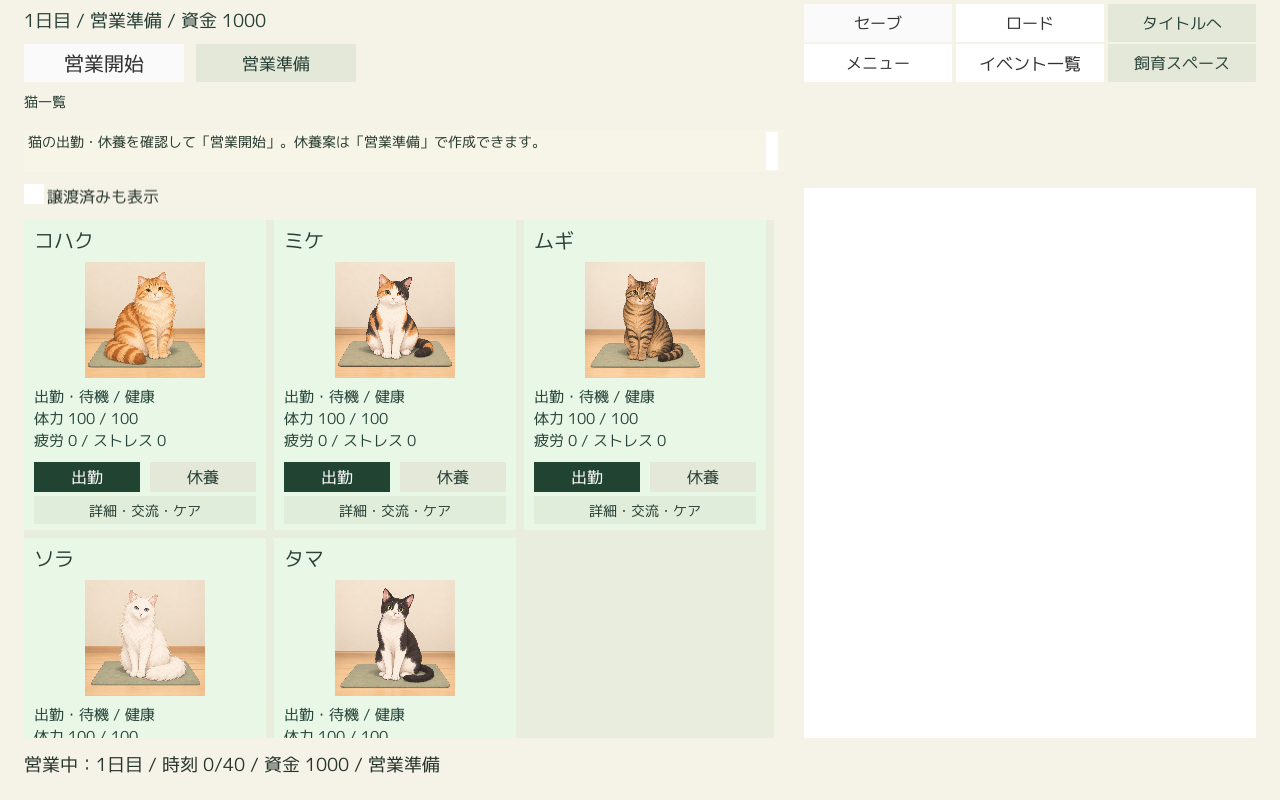 1日目 / 営業準備 / 資金 1000
セーブ
ロード
タイトルへ
営業開始
営業準備
メニュー
イベント一覧
飼育スペース
猫一覧
猫の出勤・休養を確認して「営業開始」。休養案は「営業準備」で作成できます。
譲渡済みも表示
コハク
ミケ
ムギ
出勤・待機 / 健康
体力 100 / 100
疲労 0 / ストレス 0
出勤
休養
詳細・交流・ケア
出勤・待機 / 健康
体力 100 / 100
疲労 0 / ストレス 0
出勤
休養
詳細・交流・ケア
出勤・待機 / 健康
体力 100 / 100
疲労 0 / ストレス 0
出勤
休養
詳細・交流・ケア
ソラ
タマ
出勤・待機 / 健康
体力 100 / 100
出勤・待機 / 健康
体力 100 / 100
営業中：1日目 / 時刻 0/40 / 資金 1000 / 営業準備